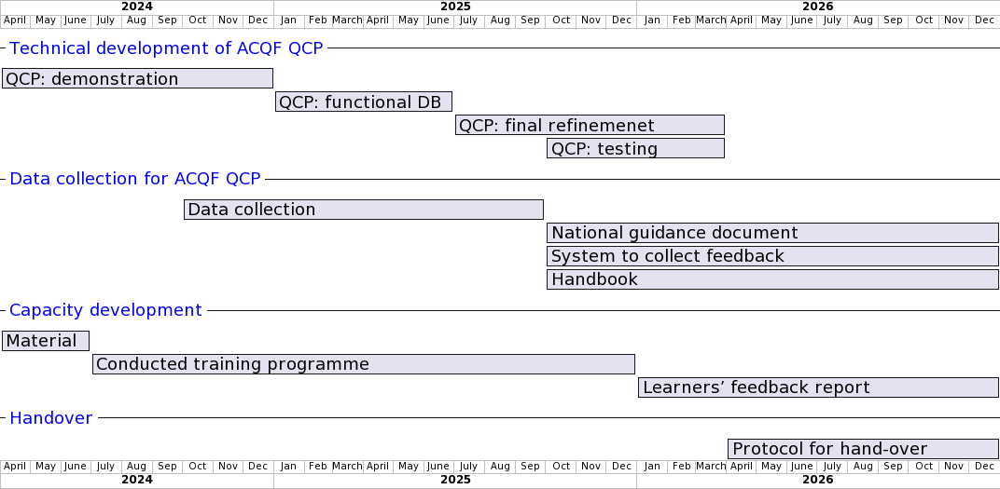 2024 2025 2026
April May June July Aug Sep Oct Nov Dec Jan Feb March April May June July Aug Sep Oct Nov Dec Jan Feb March April May June July Aug Sep Oct Nov Dec
Technical development of ACQF QCP
QCP: demonstration
QCP: functional DB
QCP: final refinemenet
QCP: testing
Data collection for ACQF QCP
Data collection
National guidance document
System to collect feedback
Handbook
Capacity development
Material
Conducted training programme
Learners’ feedback report
Handover
Protocol for hand-over
April May June July Aug Sep Oct Nov Dec Jan Feb March April May June July Aug Sep Oct Nov Dec Jan Feb March April May June July Aug Sep Oct Nov Dec
2024 2025 2026